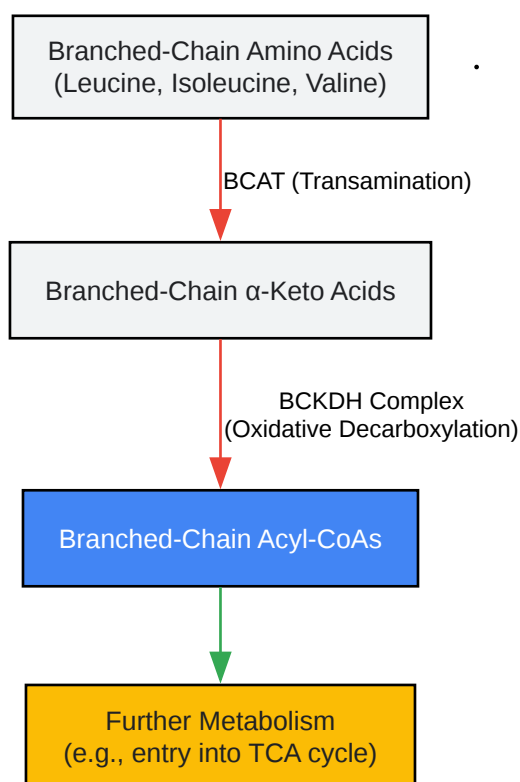 Branched-Chain Amino Acids
(Leucine, Isoleucine, Valine)
.
BCAT (Transamination)
Branched-Chain α-Keto Acids
BCKDH Complex
(Oxidative Decarboxylation)
Branched-Chain Acyl-CoAs
Further Metabolism
(e.g., entry into TCA cycle)